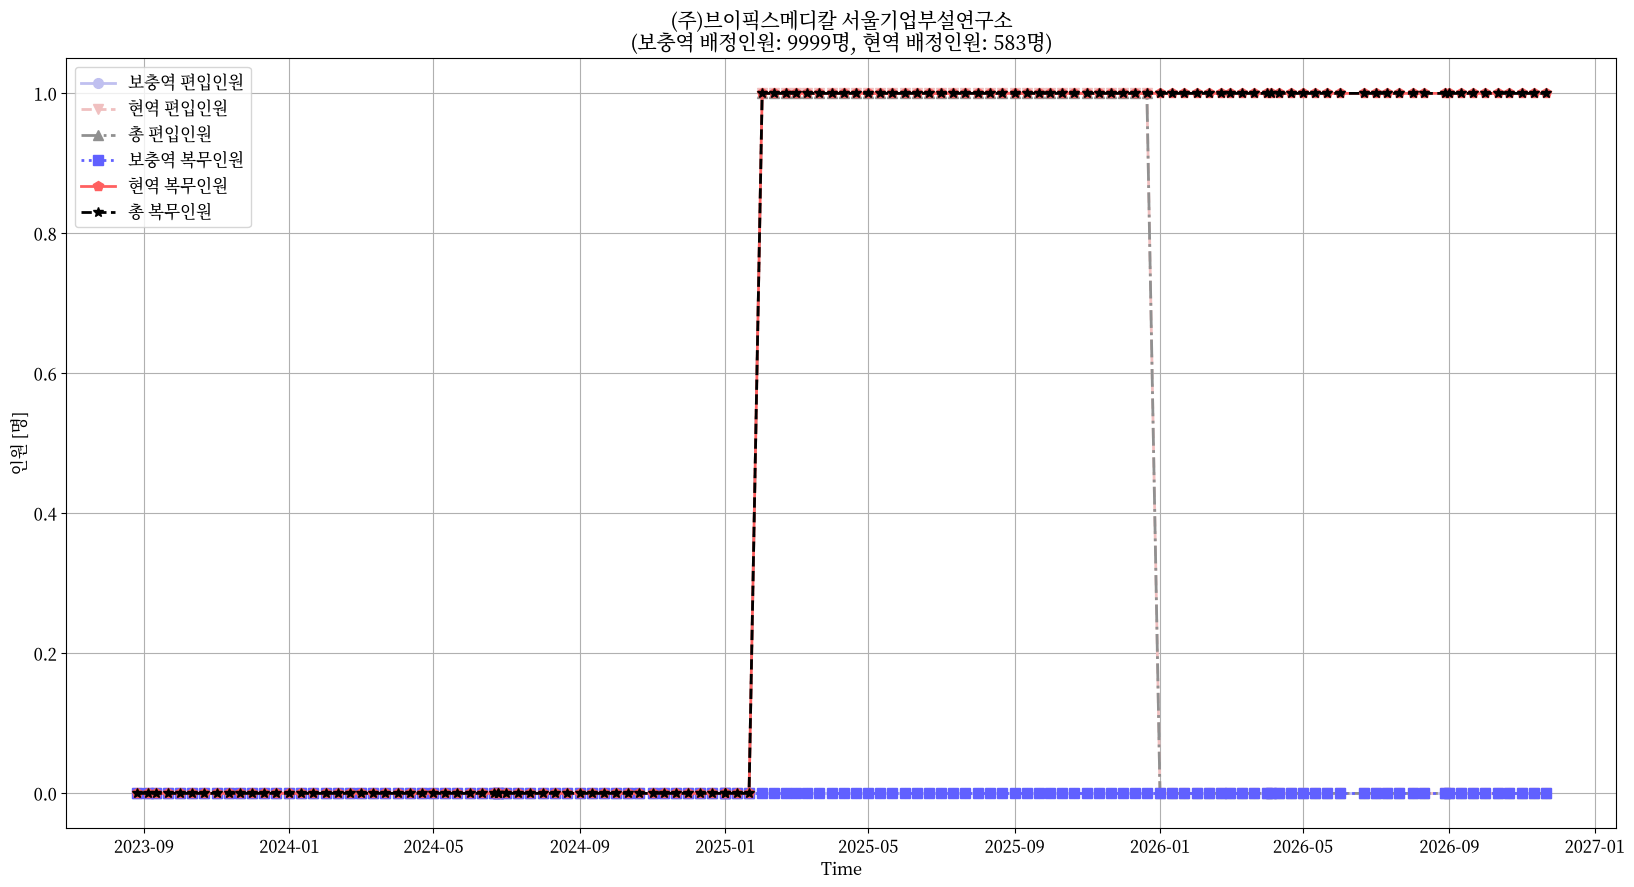 (주)브이픽스메디칼 서울기업부설연구소
(보충역 배정인원: 9999명, 현역 배정인원: 583명)
보충역 편입인원
현역 편입인원
총 편입인원
보충역 복무인원
현역 복무인원
총 복무인원
인원 [명]
1.0
0.8
0.6
0.4
0.2
0.0
2023-09 2024-01 2024-05 2024-09 2025-01 2025-05 2025-09 2026-01 2026-05 2026-09 2027-01
Time